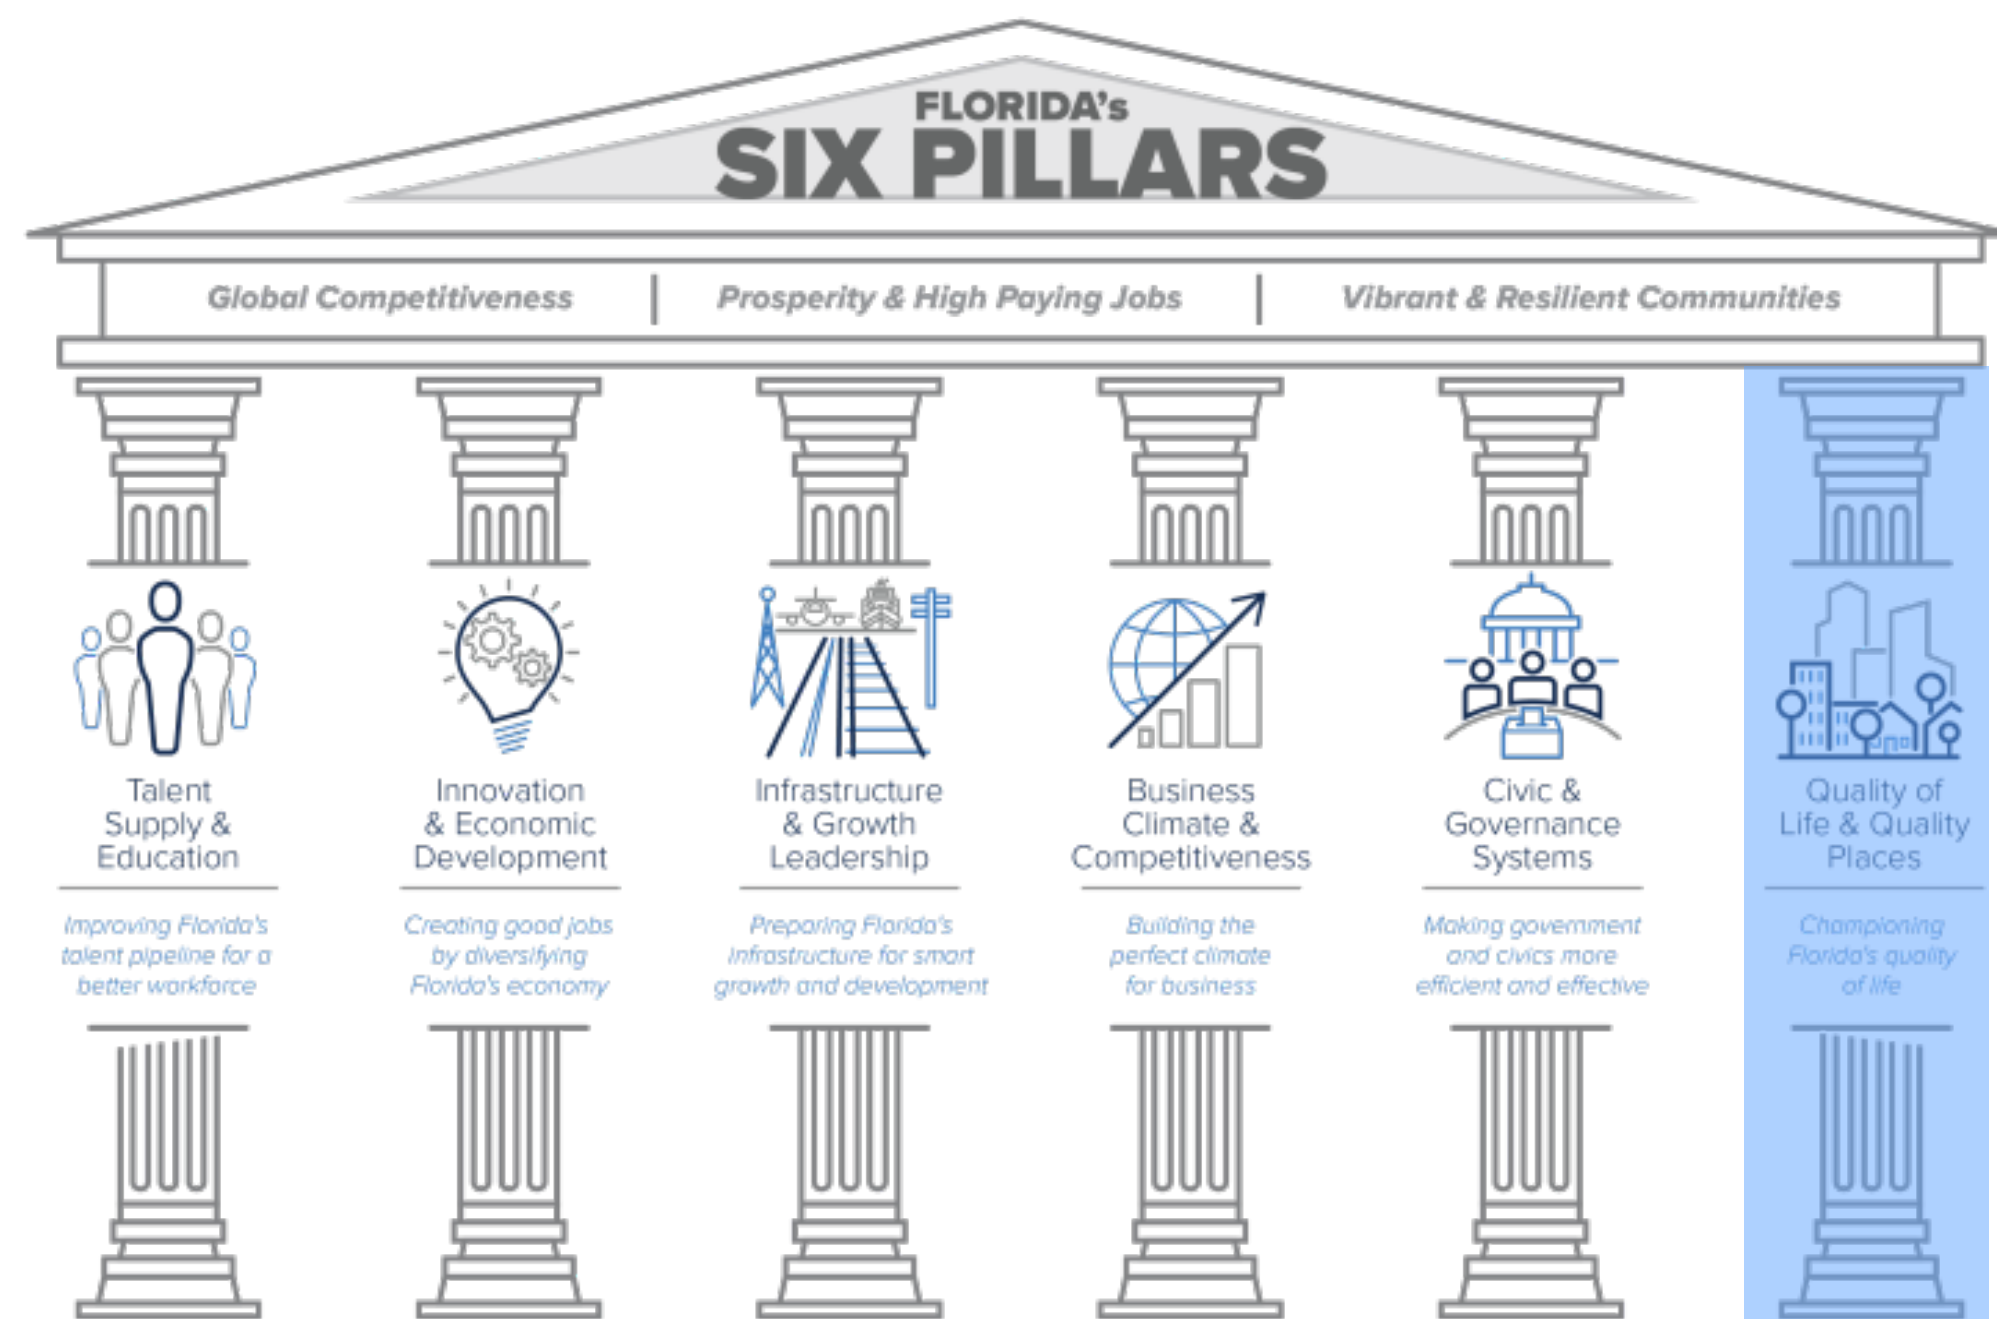 FLORIDA's
SIX PILLARS
Global Competitiveness | Prosperity & High Paying Jobs | Vibrant & Resilient Communities
Talent
Supply &
Education
Improving Florida's
talent pipeline for a
better workforce
Innovation
& Economic
Development
Creating good jobs
by diversifying
Florida's economy
Infrastructure
& Growth
Leadership
Preparing Florida's
infrastructure for smart
growth and development
Business
Climate &
Competitiveness
Building the
perfect climate
for business
Civic &
Governance
Systems
Making government
and civics more
efficient and effective
Quality of
Life & Quality
Places
Championing
Florida's quality
of life